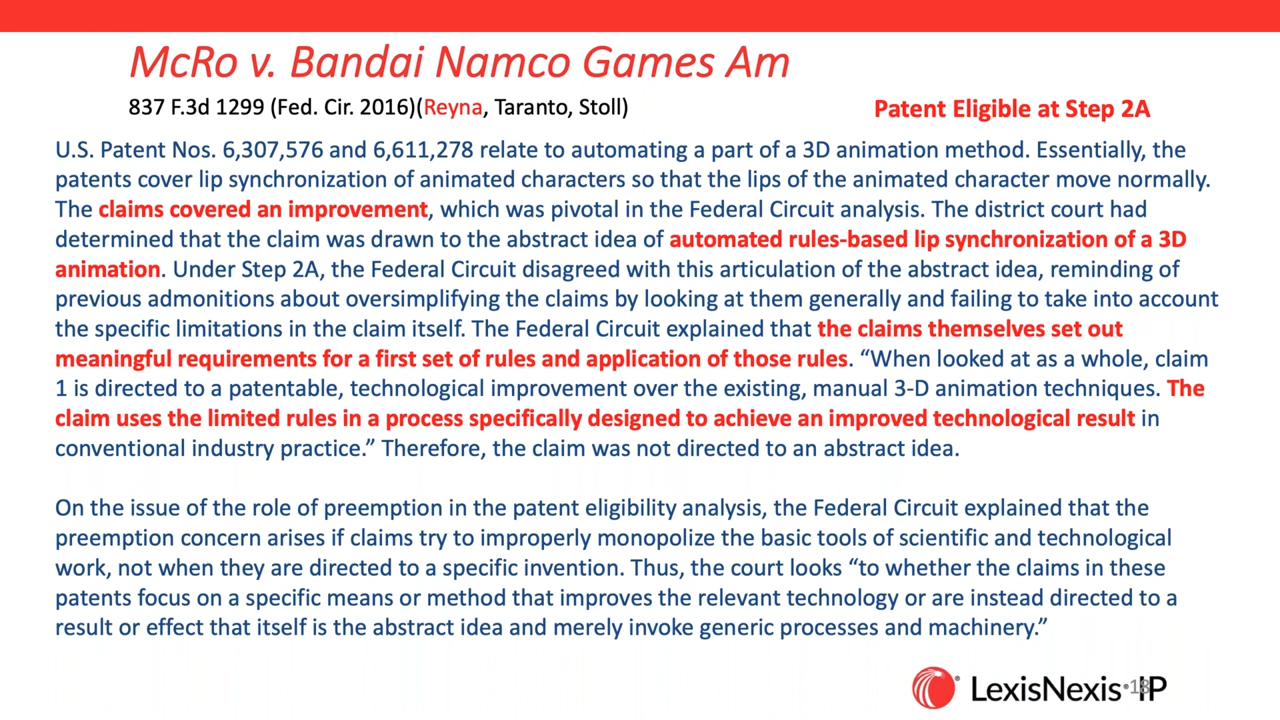 McRo v. Bandai Namco Games Am
837 F.3d 1299 (Fed. Cir. 2016)(Reyna, Taranto, Stoll)
Patent Eligible at Step 2A
U.S. Patent Nos. 6,307,576 and 6,611,278 relate to automating a part of a 3D animation method. Essentially, the
patents cover lip synchronization of animated characters so that the lips of the animated character move normally.
The claims covered an improvement, which was pivotal in the Federal Circuit analysis. The district court had
determined that the claim was drawn to the abstract idea of automated rules-based lip synchronization of a 3D
animation. Under Step 2A, the Federal Circuit disagreed with this articulation of the abstract idea, reminding of
previous admonitions about oversimplifying the claims by looking at them generally and failing to take into account
the specific limitations in the claim itself. The Federal Circuit explained that the claims themselves set out
meaningful requirements for a first set of rules and application of those rules. “When looked at as a whole, claim
1 is directed to a patentable, technological improvement over the existing, manual 3-D animation techniques. The
claim uses the limited rules in a process specifically designed to achieve an improved technological result in
conventional industry practice.” Therefore, the claim was not directed to an abstract idea.
On the issue of the role of preemption in the patent eligibility analysis, the Federal Circuit explained that the
preemption concern arises if claims try to improperly monopolize the basic tools of scientific and technological
work, not when they are directed to a specific invention. Thus, the court looks “to whether the claims in these
patents focus on a specific means or method that improves the relevant technology or are instead directed to a
result or effect that itself is the abstract idea and merely invoke generic processes and machinery.”
LexisNexis•18 IP